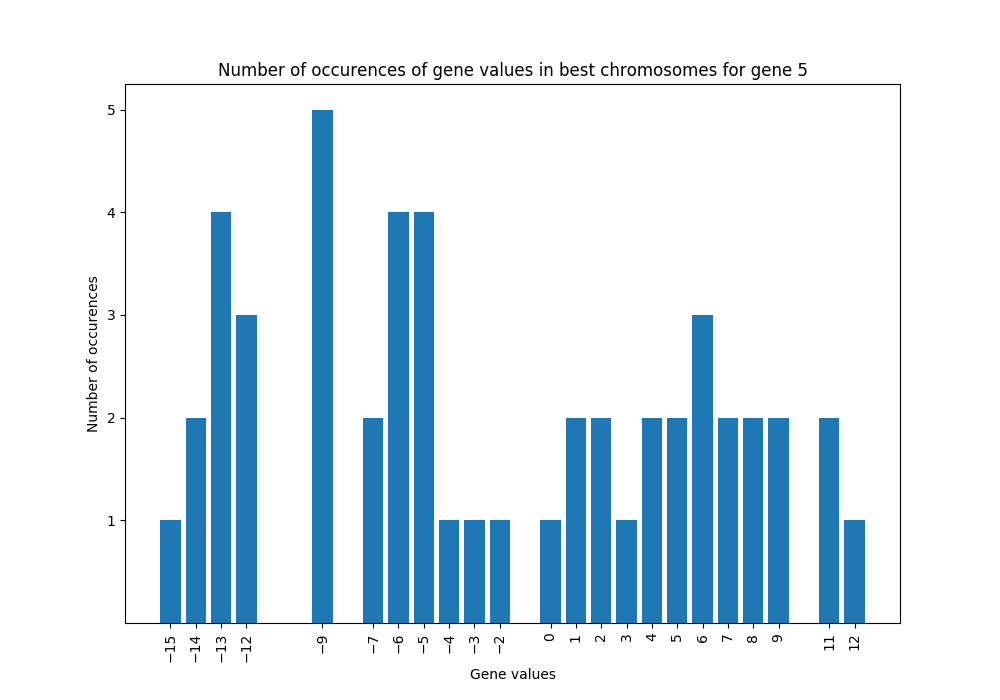 Number of occurences of gene values in best chromosomes for gene 5
Number of occurences
5
4
3
2
1
−15 −14 −13 −12 −9 −7 −6 −5 −4 −3 −2 0 1 2 3 4 5 6 7 8 9 11 12
Gene values